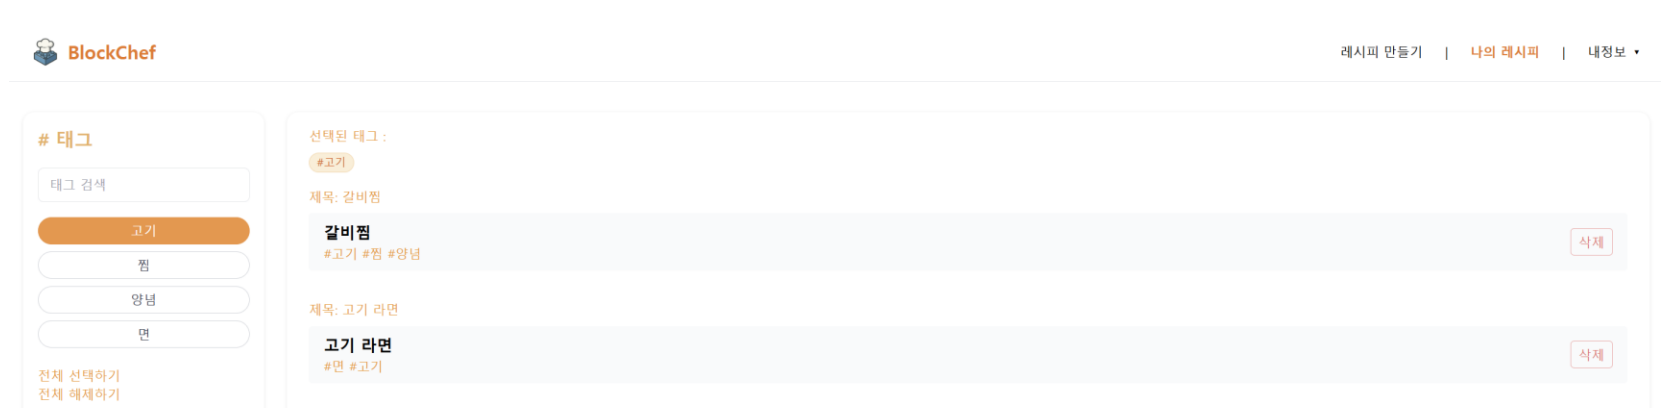 BlockChef
레시피 만들기 | 나의 레시피 | 내정보 ▾
# 태그
태그 검색
고기
찜
양념
면
전체 선택하기
전체 해제하기
선택된 태그 :
#고기
제목: 갈비찜
갈비찜
#고기 #찜 #양념
삭제
제목: 고기 라면
고기 라면
#면 #고기
삭제